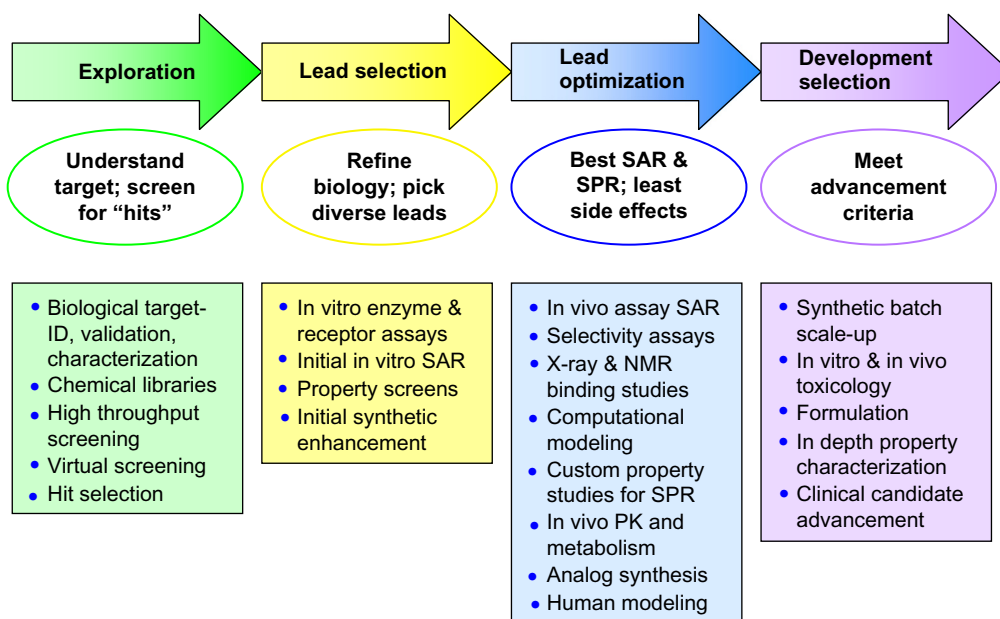 Exploration
Lead selection
Lead
optimization
Development
selection
Understand
target; screen
for “hits”
Refine
biology; pick
diverse leads
Best SAR &
SPR; least
side effects
Meet
advancement
criteria
• Biological target-
ID, validation,
characterization
• Chemical libraries
• High throughput
screening
• Virtual screening
• Hit selection
• In vitro enzyme &
receptor assays
• Initial in vitro SAR
• Property screens
• Initial synthetic
enhancement
• In vivo assay SAR
• Selectivity assays
• X-ray & NMR
binding studies
• Computational
modeling
• Custom property
studies for SPR
• In vivo PK and
metabolism
• Analog synthesis
• Human modeling
• Synthetic batch
scale-up
• In vitro & in vivo
toxicology
• Formulation
• In depth property
characterization
• Clinical candidate
advancement